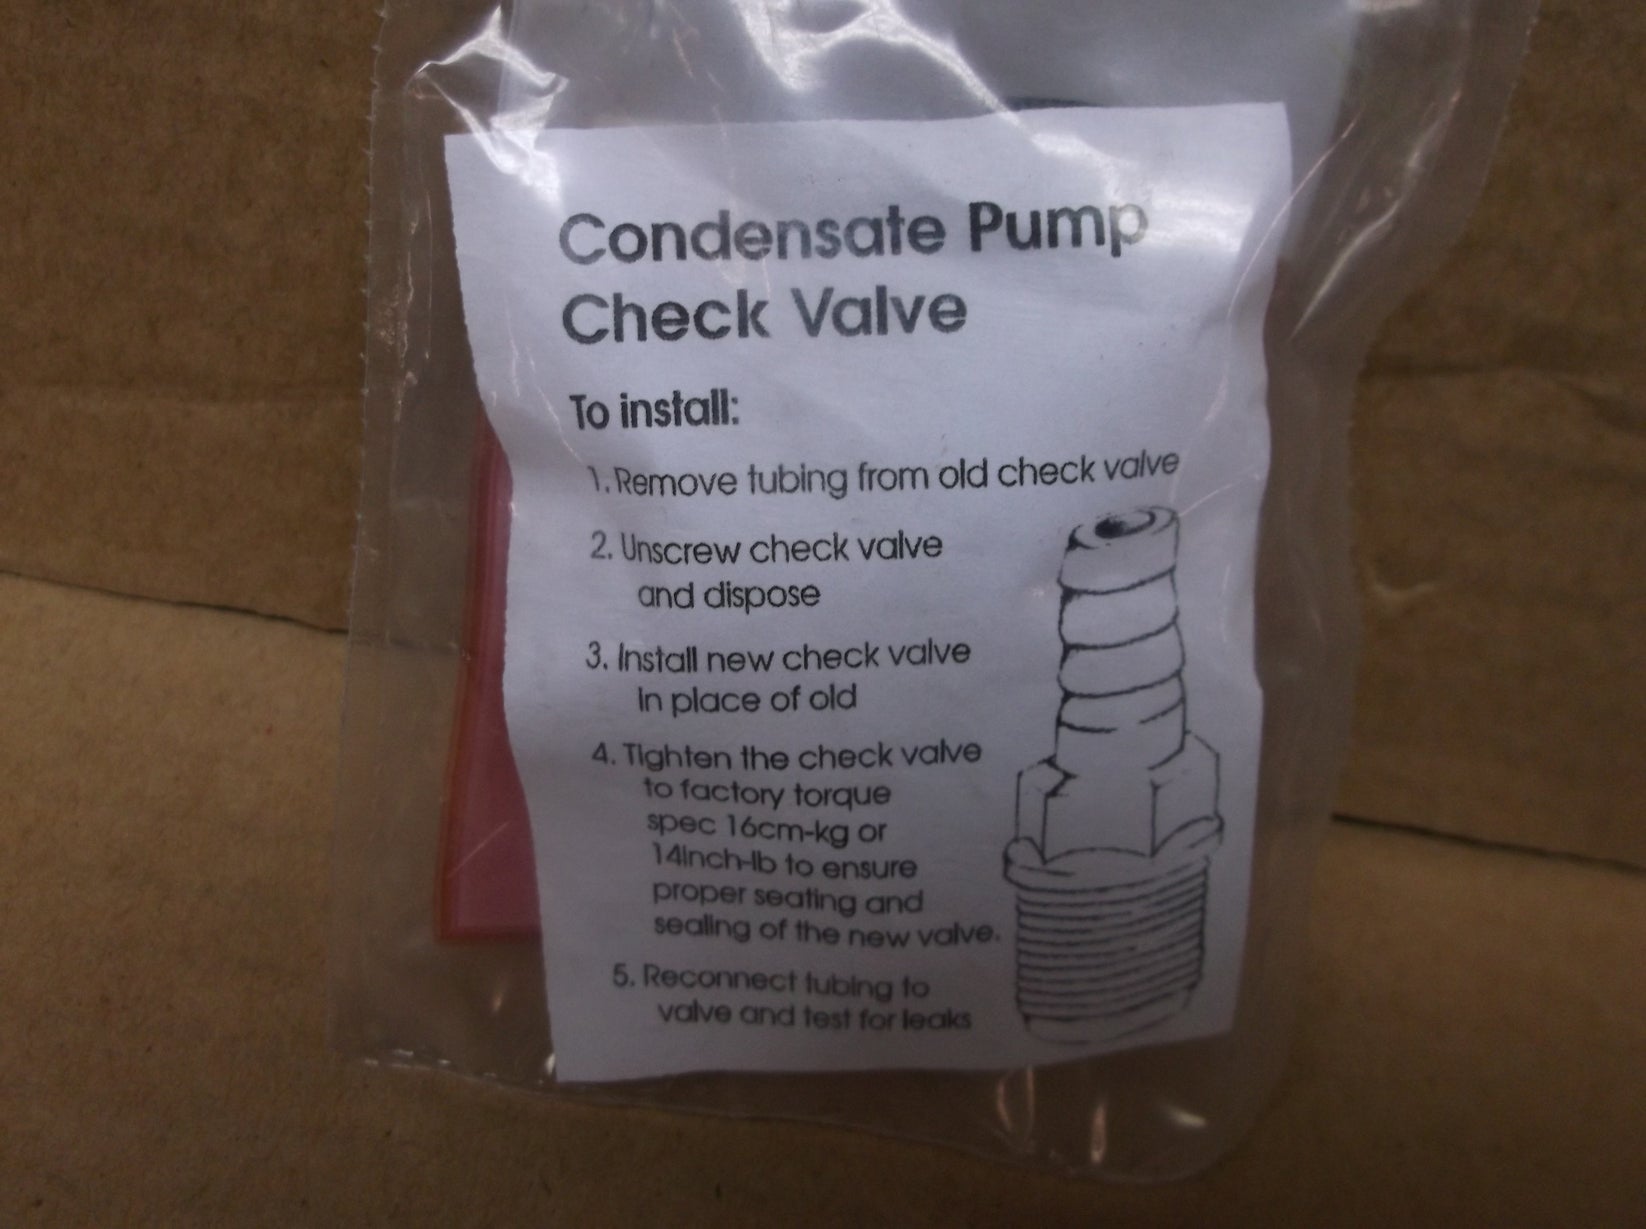 Condensate Pump
Check Valve
To install:
1. Remove tubing from old check valve
2. Unscrew check valve
and dispose
3. Install new check valve
in place of old
4. Tighten the check valve
to factory torque
spec 16cm-kg or
14inch-lb to ensure
proper seating and
sealing of the new valve.
5. Reconnect tubing to
valve and test for leaks